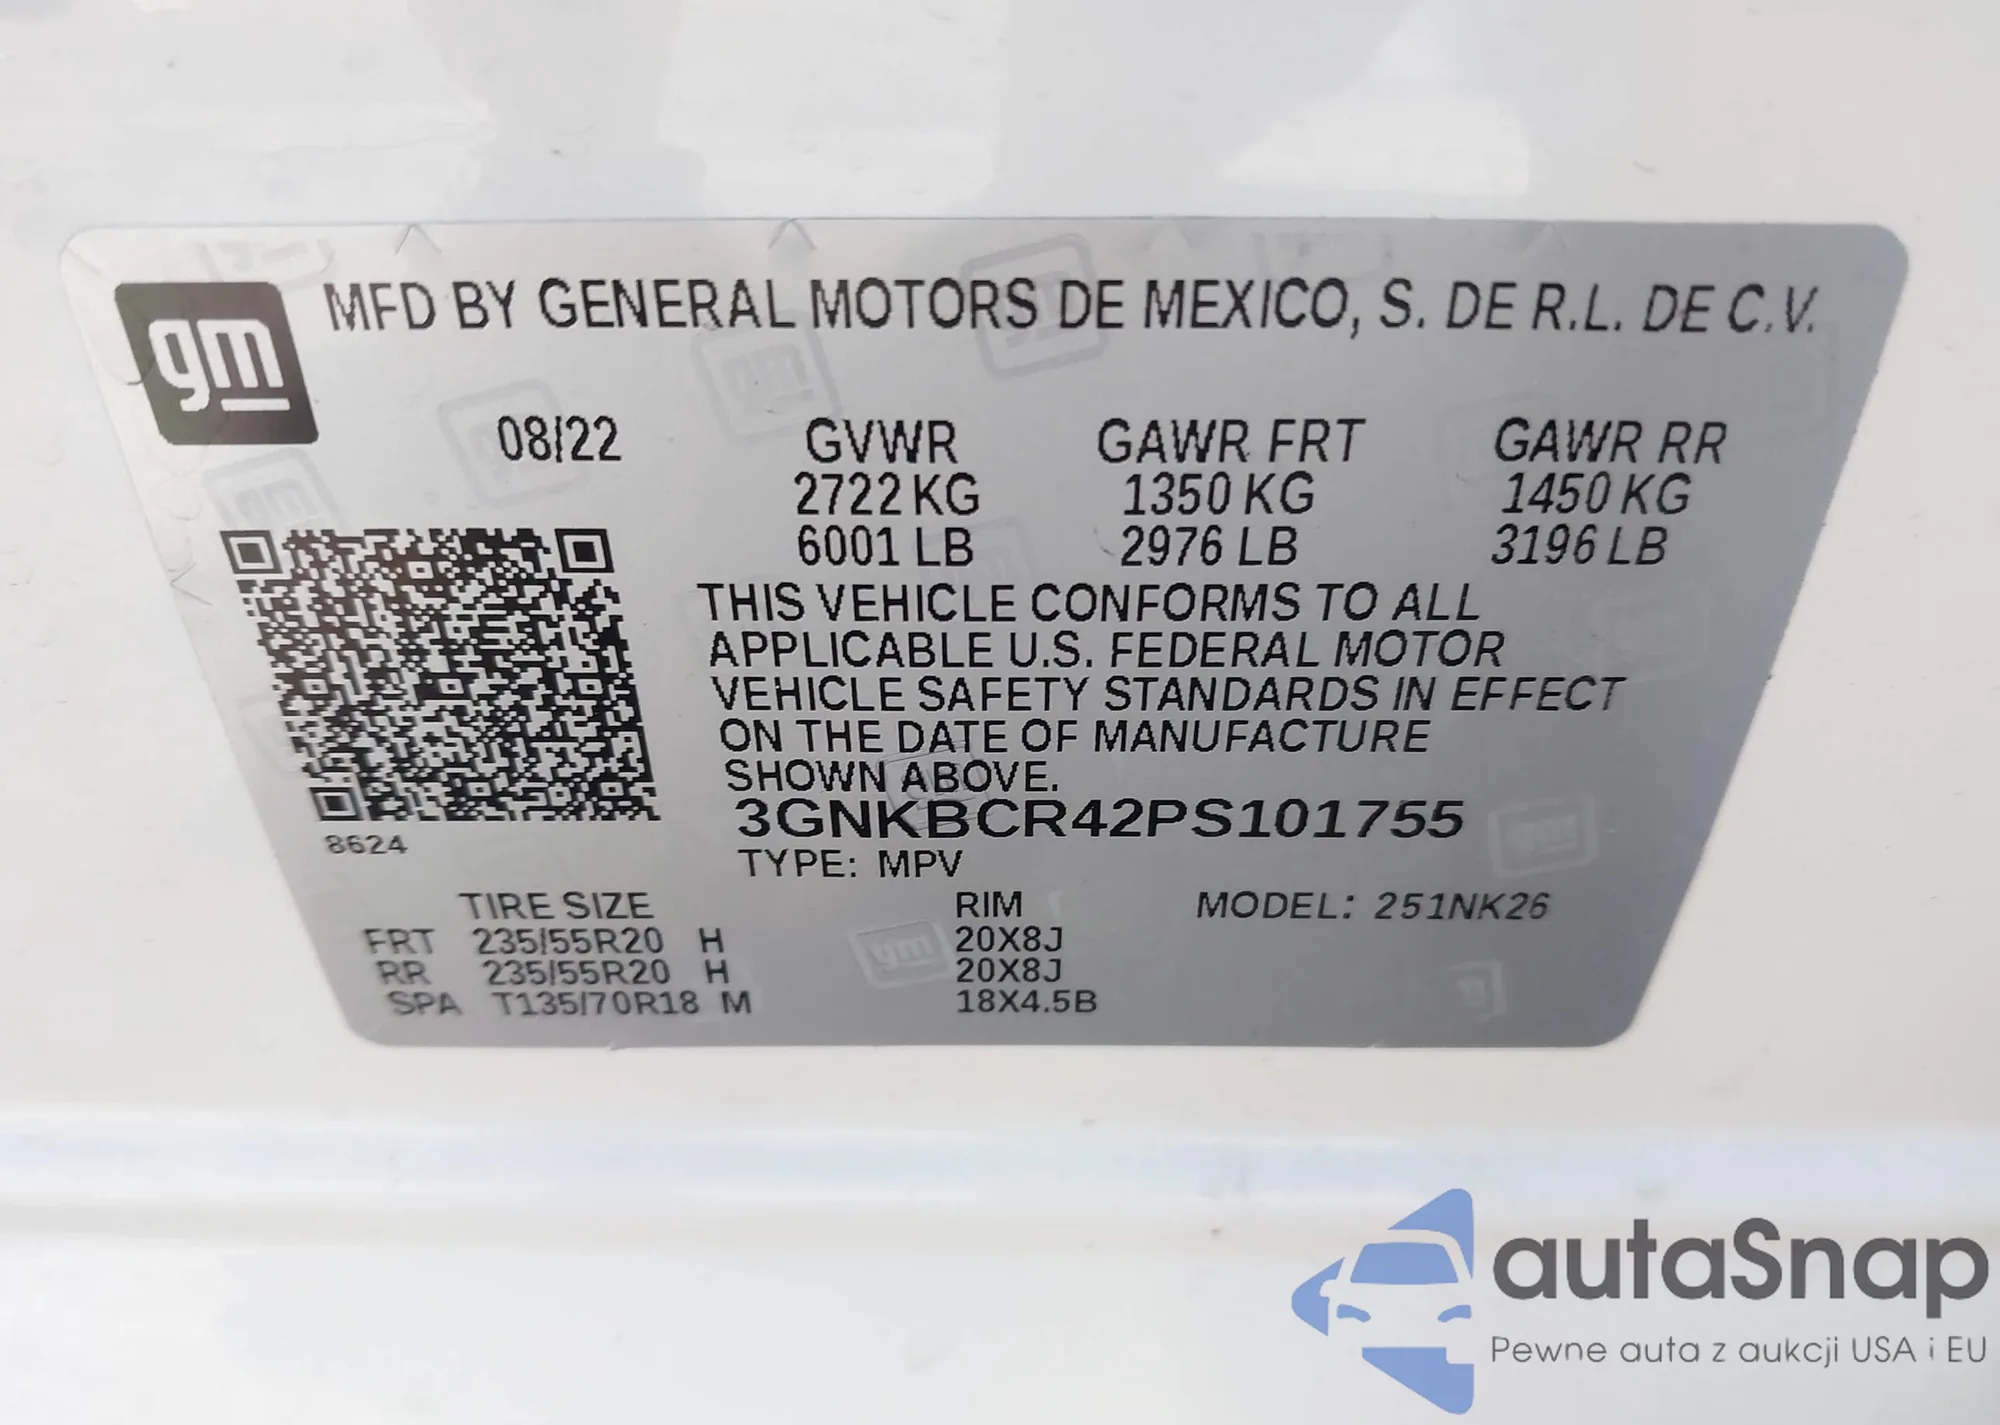 gm
MFD BY GENERAL MOTORS DE MEXICO, S. DE R.L. DE C.V.
08/22 GVWR GAWR FRT GAWR RR
2722 KG 1350 KG 1450 KG
6001 LB 2976 LB 3196 LB
THIS VEHICLE CONFORMS TO ALL
APPLICABLE U.S. FEDERAL MOTOR
VEHICLE SAFETY STANDARDS IN EFFECT
ON THE DATE OF MANUFACTURE
SHOWN ABOVE.
3GNKBCR42PS101755
8624
TYPE: MPV
TIRE SIZE RIM MODEL: 251NK26
FRT 235/55R20 H 20X8J
RR 235/55R20 H 20X8J
SPA T135/70R18 M 18X4.5B
autaSnap
Pewne auta z aukcji USA i EU